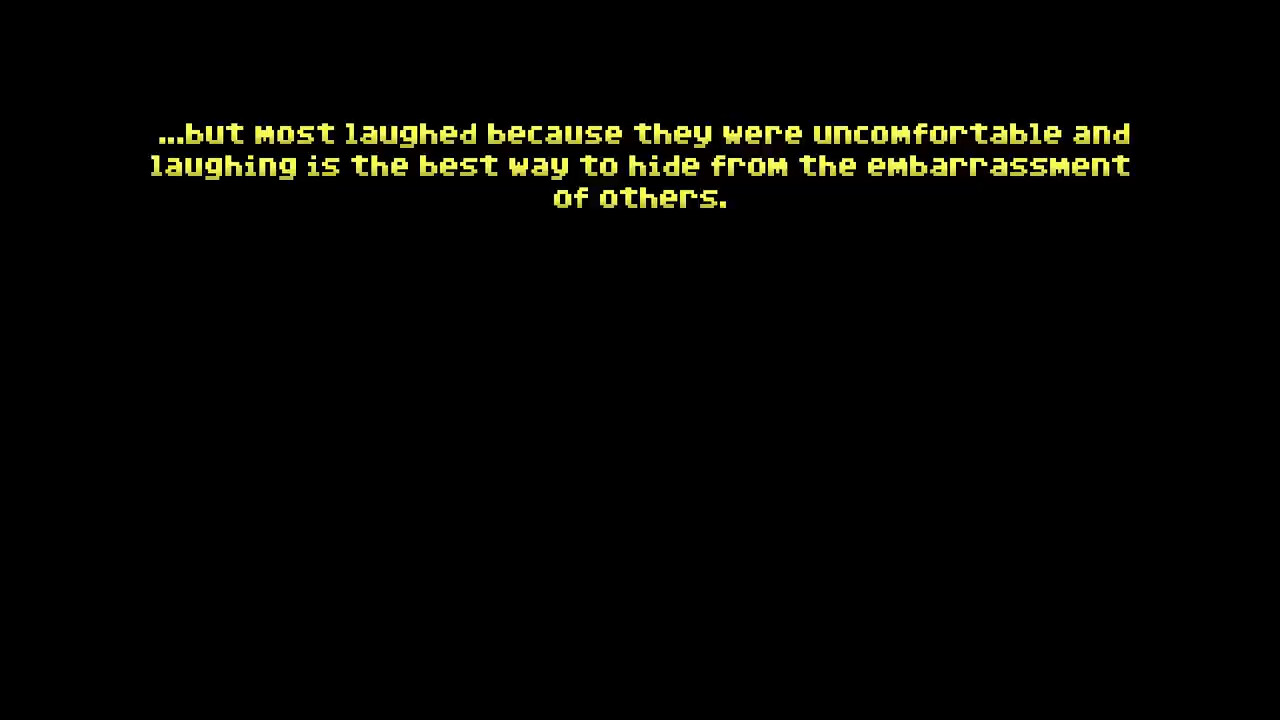 ...but most laughed because they were uncomfortable and
laughing is the best way to hide from the embarrassment
of others.